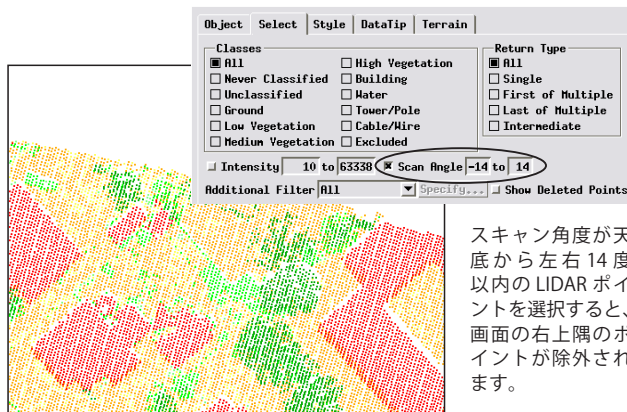 Object Select Style DataTip Terrain
Classes
All High Vegetation
Never Classified Building
Unclassified Water
Ground Tower/Pole
Low Vegetation Cable/Wire
Medium Vegetation Excluded
Return Type
All
Single
First of Multiple
Last of Multiple
Intermediate
Intensity 10 to 63338 Scan Angle -14 to 14
Additional Filter All Specify... Show Deleted Points
スキャン角度が天
底から左右 14 度
以内の LIDAR ポイ
ントを選択すると、
画面の右上隅のポ
イントが除外され
ます。